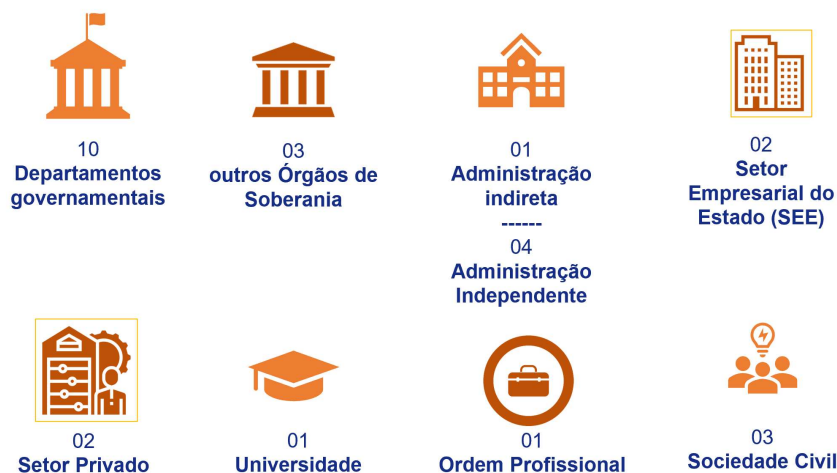 10
Departamentos
governamentais
03
outros Órgãos de
Soberania
01
Administração
indireta
------
04
Administração
Independente
02
Setor
Empresarial do
Estado (SEE)
02
Setor Privado
01
Universidade
01
Ordem Profissional
03
Sociedade Civil